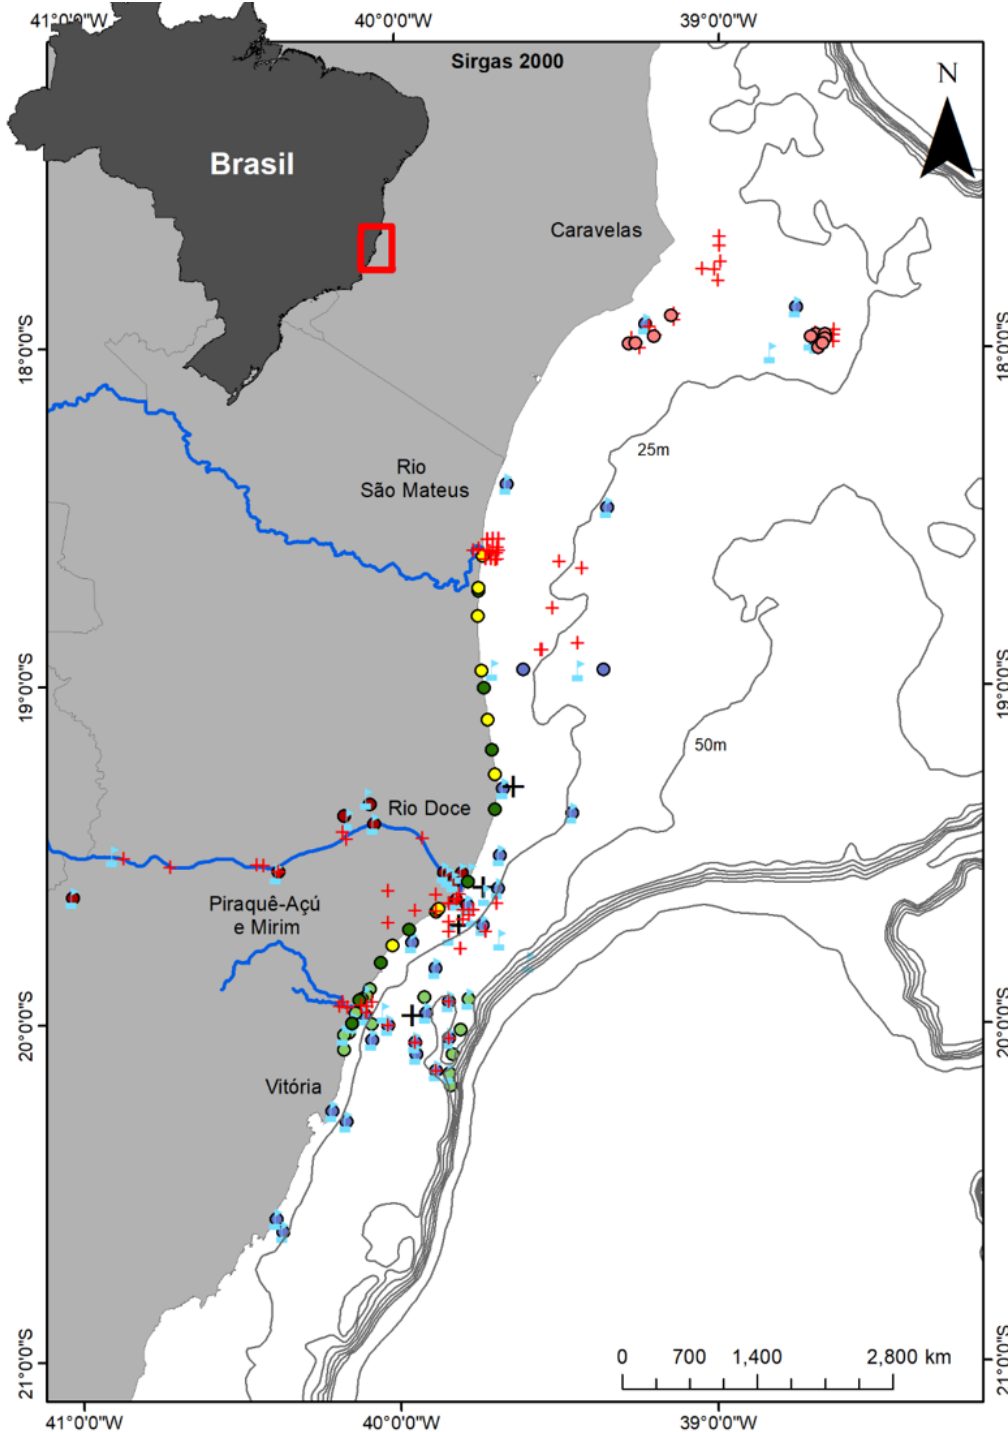 41°0'0"W 40°0'0"W 39°0'0"W
Sirgas 2000
N
Brasil
Caravelas
18°0'0"S 18°0'0"S
25m
Rio
São Mateus
19°0'0"S 19°0'0"S
50m
Rio Doce
Piraquê-Açú
e Mirim
20°0'0"S 20°0'0"S
Vitória
0 700 1,400 2,800 km
21°0'0"S 21°0'0"S
41°0'0"W 40°0'0"W 39°0'0"W